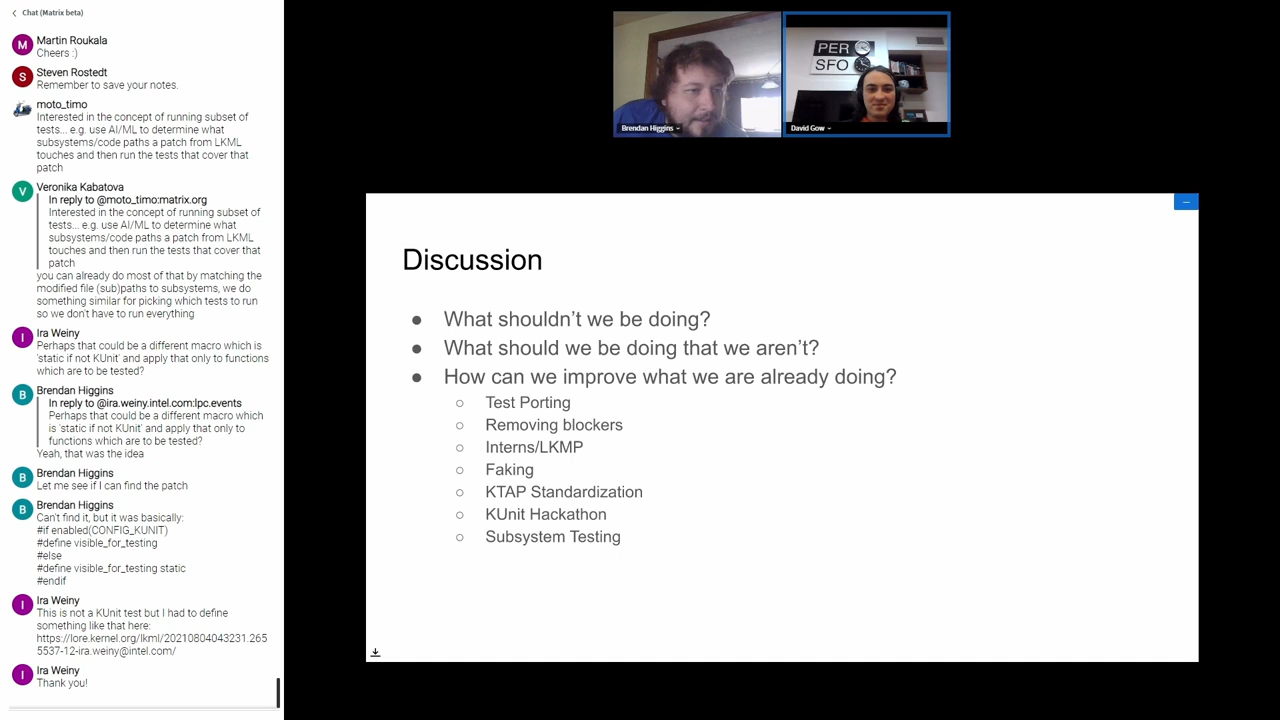 Chat (Matrix beta)
M
Martin Roukala
Cheers :)
S
Steven Rostedt
Remember to save your notes.
moto_timo
Interested in the concept of running subset of
tests... e.g. use AI/ML to determine what
subsystems/code paths a patch from LKML
touches and then run the tests that cover that
patch
V
Veronika Kabatova
In reply to @moto_timo:matrix.org
Interested in the concept of running subset of
tests... e.g. use AI/ML to determine what
subsystems/code paths a patch from LKML
touches and then run the tests that cover that
patch
you can already do most of that by matching the
modified file (sub)paths to subsystems, we do
something similar for picking which tests to run
so we don't have to run everything
I
Ira Weiny
Perhaps that could be a different macro which is
'static if not KUnit' and apply that only to functions
which are to be tested?
B
Brendan Higgins
In reply to @ira.weiny.intel.com:lpc.events
Perhaps that could be a different macro which
is 'static if not KUnit' and apply that only to
functions which are to be tested?
Yeah, that was the idea
B
Brendan Higgins
Let me see if I can find the patch
B
Brendan Higgins
Can't find it, but it was basically:
#if enabled(CONFIG_KUNIT)
#define visible_for_testing
#else
#define visible_for_testing static
#endif
I
Ira Weiny
This is not a KUnit test but I had to define
something like that here:
https://lore.kernel.org/lkml/20210804043231.265
5537-12-ira.weiny@intel.com/
I
Ira Weiny
Thank you!
Brendan Higgins
PER
SFO
David Gow
Discussion
● What shouldn't we be doing?
● What should we be doing that we aren't?
● How can we improve what we are already doing?
○ Test Porting
○ Removing blockers
○ Interns/LKMP
○ Faking
○ KTAP Standardization
○ KUnit Hackathon
○ Subsystem Testing